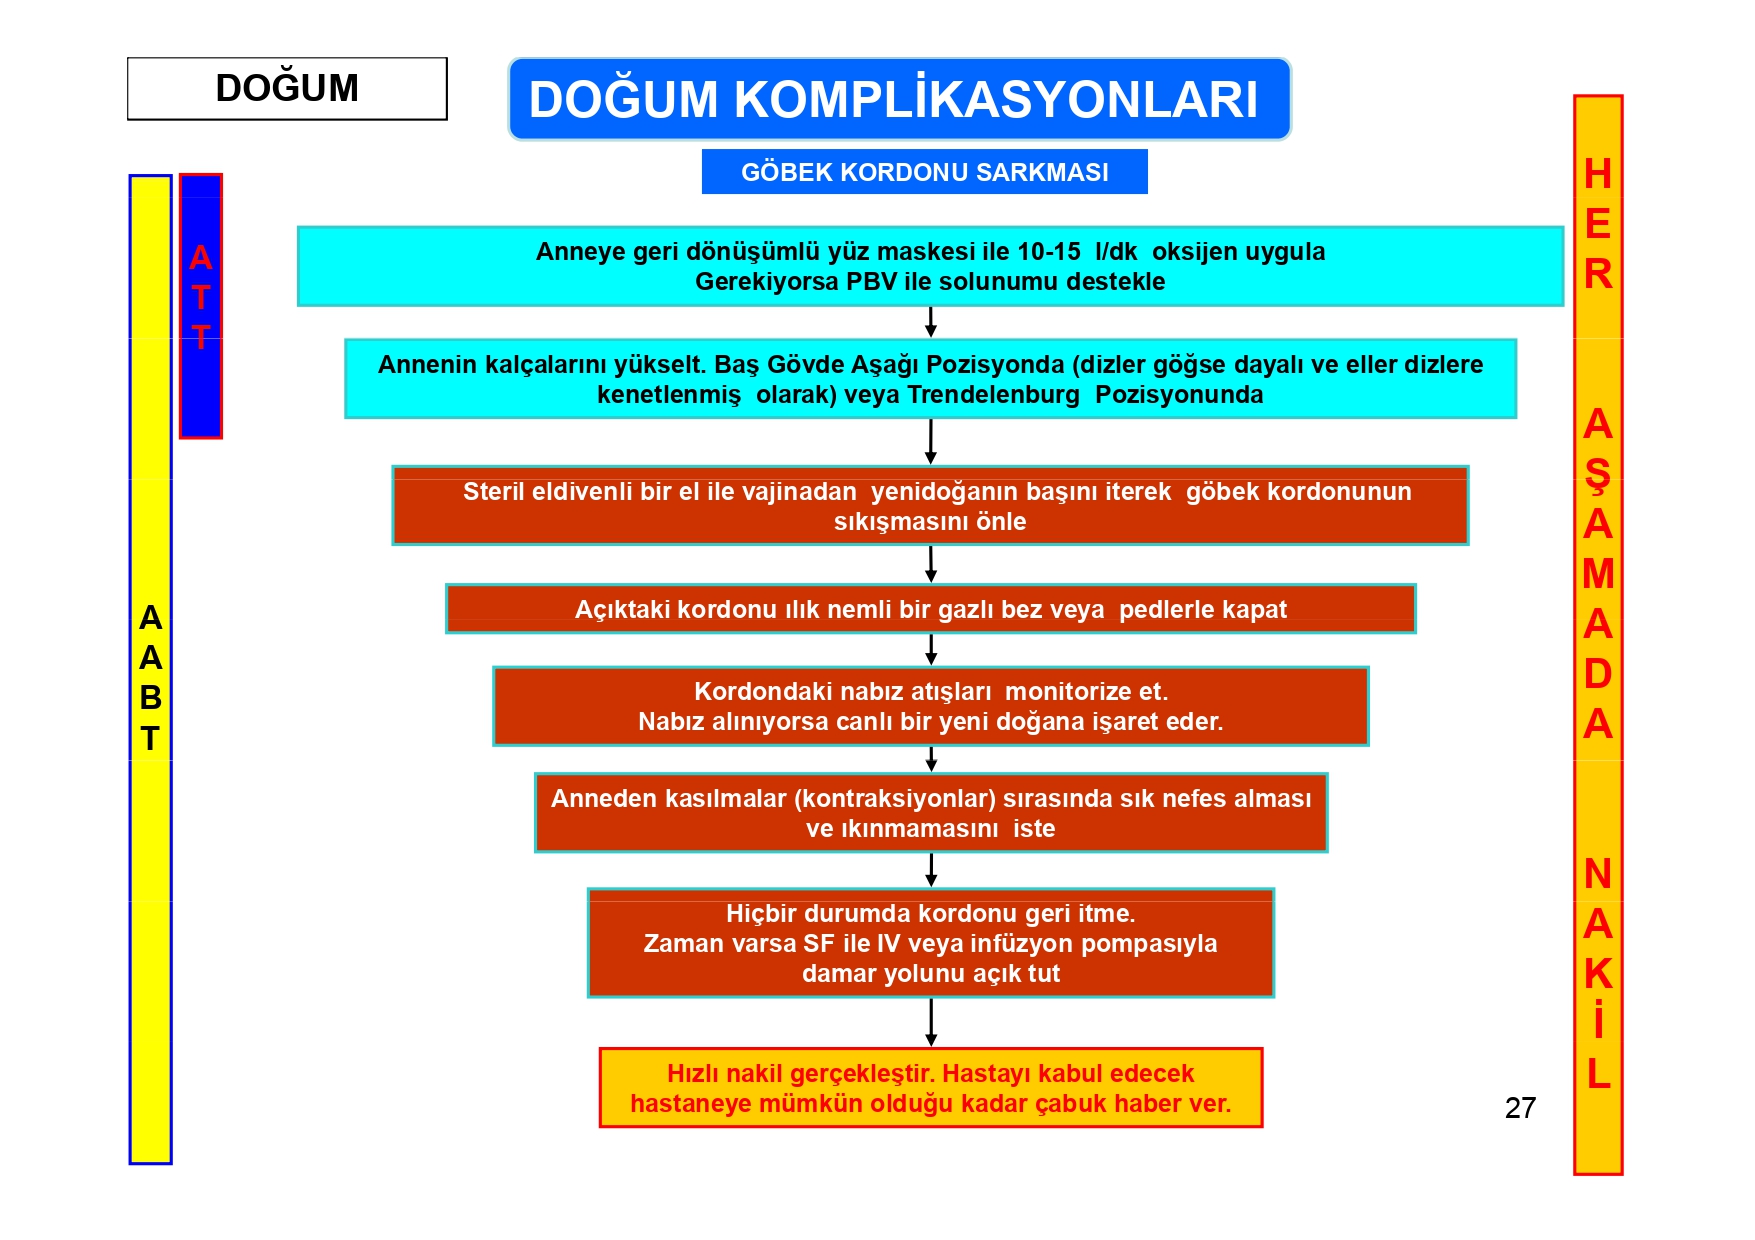 DOĞUM
DOĞUM KOMPLİKASYONLARI
GÖBEK KORDONU SARKMASI
ATT
AABT
Anneye geri dönüşümlü yüz maskesi ile 10-15 l/dk oksijen uygula
Gerekiyorsa PBV ile solunumu destekle
Annenin kalçalarını yükselt. Baş Gövde Aşağı Pozisyonda (dizler göğse dayalı ve eller dizlere
kenetlenmiş olarak) veya Trendelenburg Pozisyonunda
Steril eldivenli bir el ile vajinadan yenidoğanın başını iterek göbek kordonunun
sıkışmasını önle
Açıktaki kordonu ılık nemli bir gazlı bez veya pedlerle kapat
Kordondaki nabız atışları monitorize et.
Nabız alınıyorsa canlı bir yeni doğana işaret eder.
Anneden kasılmalar (kontraksiyonlar) sırasında sık nefes alması
ve ıkınmamasını iste
Hiçbir durumda kordonu geri itme.
Zaman varsa SF ile IV veya infüzyon pompasıyla
damar yolunu açık tut
Hızlı nakil gerçekleştir. Hastayı kabul edecek
hastaneye mümkün olduğu kadar çabuk haber ver.
HER AŞAMADA NAKİL
27